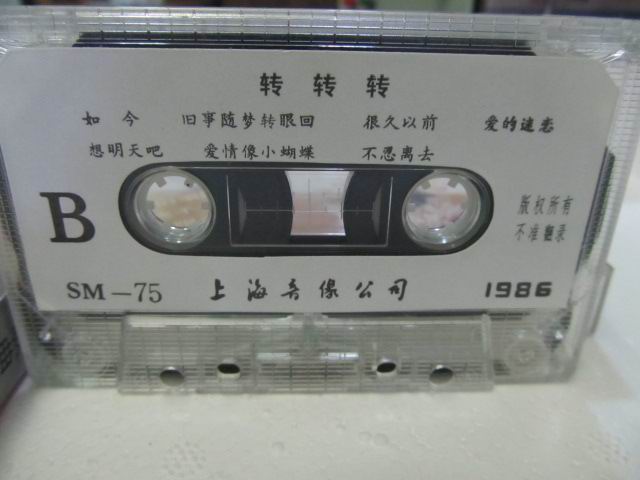 转转转
如今 旧事随梦转眼回 很久以前 爱的迷恋
想明天吧 爱情像小蝴蝶 不忍离去
B
版权所有
不准翻录
SM-75 上海音像公司 1986